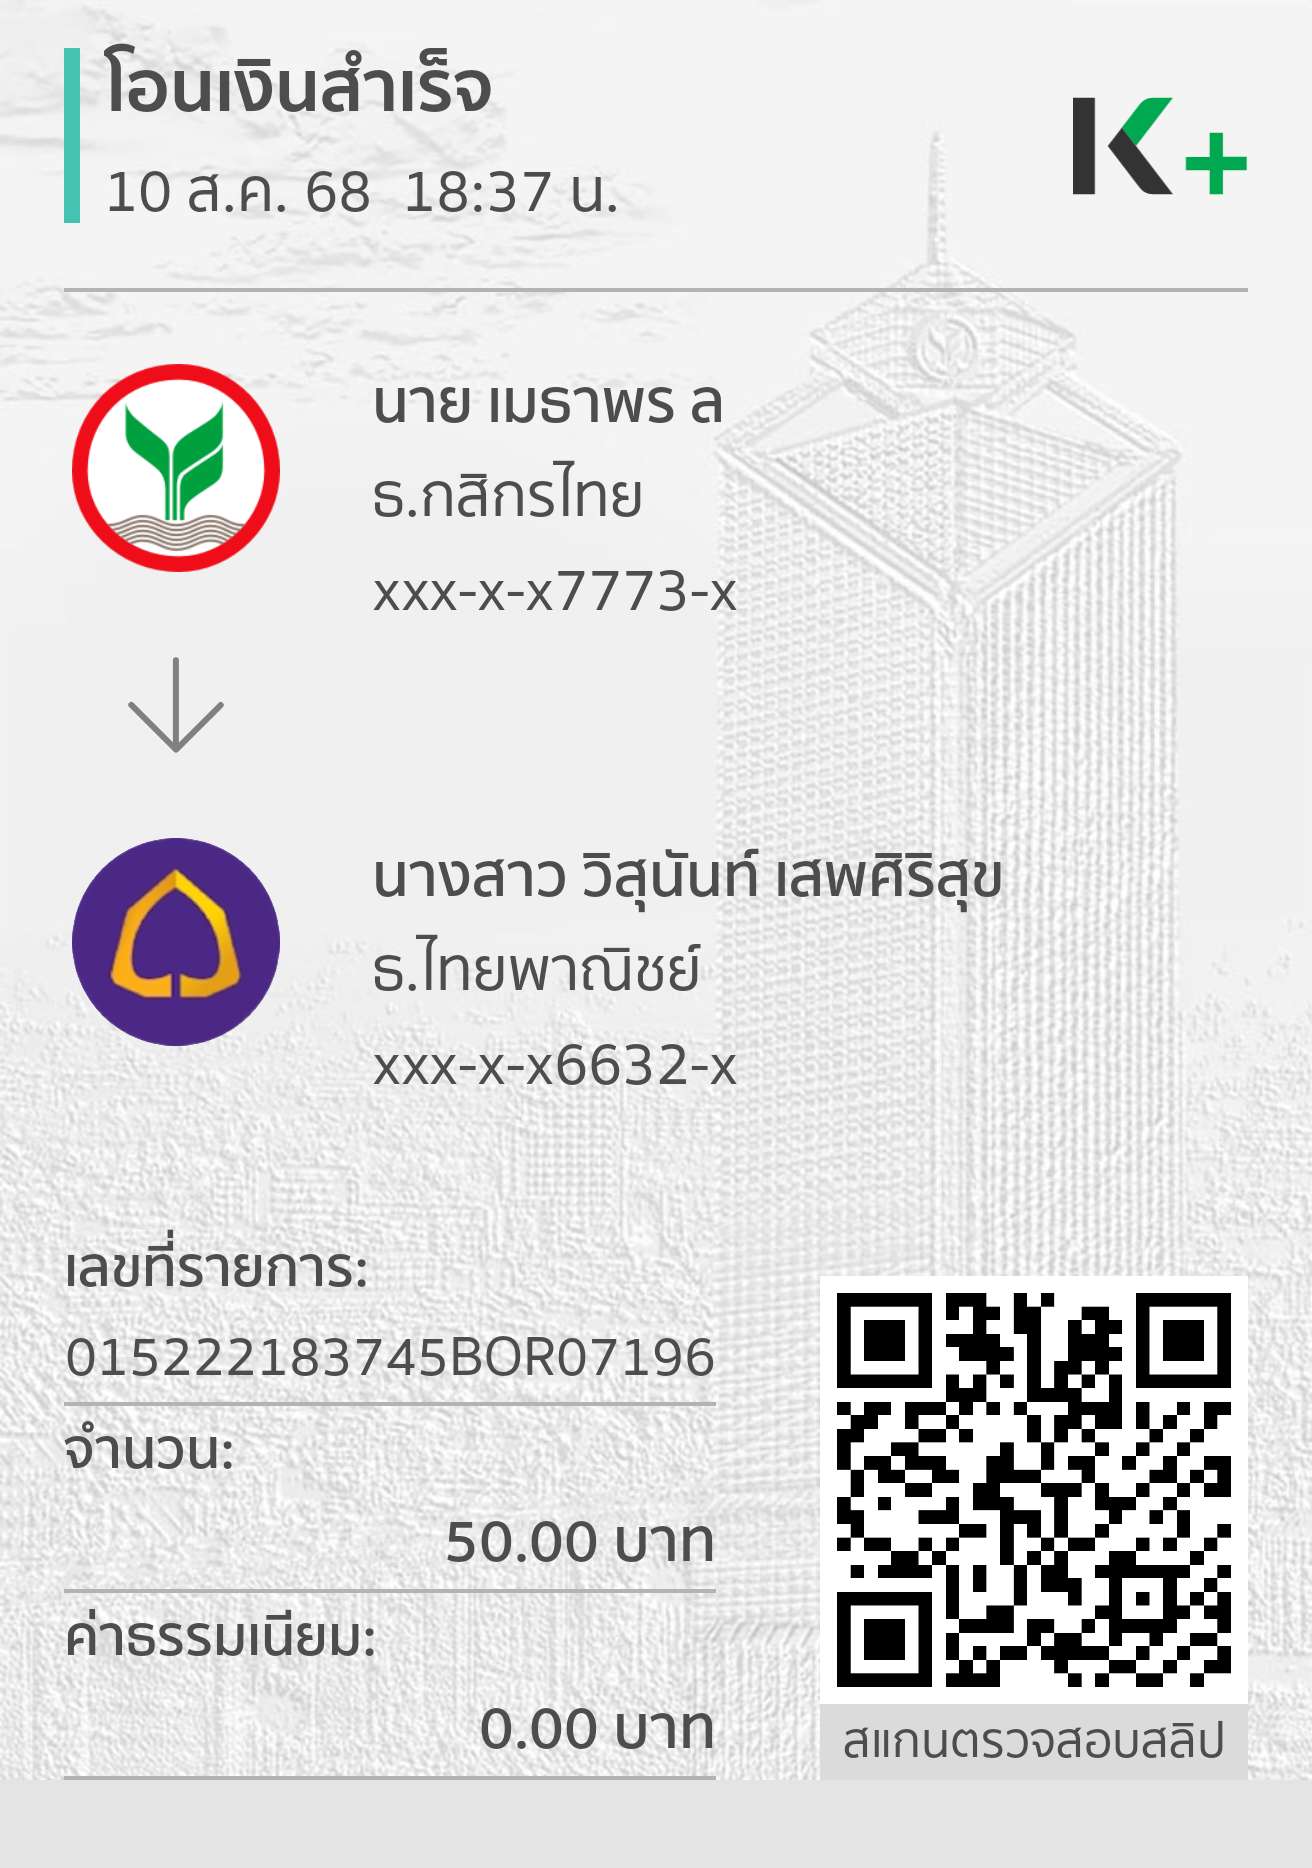 โอนเงินสำเร็จ
10 ส.ค. 68 18:37 น.
K+
นาย เมธาพร ล
ธ.กสิกรไทย
xxx-x-x7773-x
นางสาว วิสุนันท์ เสพศิริสุข
ธ.ไทยพาณิชย์
xxx-x-x6632-x
เลขที่รายการ:
015222183745BOR07196
จำนวน:
50.00 บาท
ค่าธรรมเนียม:
0.00 บาท
สแกนตรวจสอบสลิป